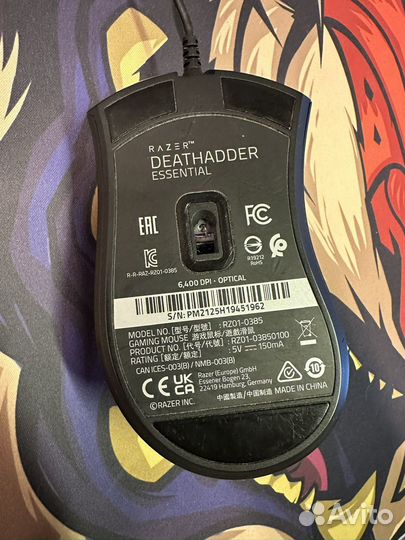 RAZER™
DEATHADDER
ESSENTIAL
EAC
FC
R-R-RAZ-RZ01-0385
R39212
RoHS
6,400 DPI · OPTICAL
S/N: PM2125H19451962
MODEL NO. [型号/型號] : RZ01-0385
GAMING MOUSE 游戏鼠标/遊戲滑鼠
PRODUCT NO. [代号/代號] : RZ01-03850100
RATING [额定/額定] : 5V ⎓ 150mA
CAN ICES-003(B) / NMB-003(B)
CE UK CA
Razer (Europe) GmbH
Essener Bogen 23,
22419 Hamburg, Germany
©RAZER INC.
中國製造/中国制造
MADE IN CHINA
Avito